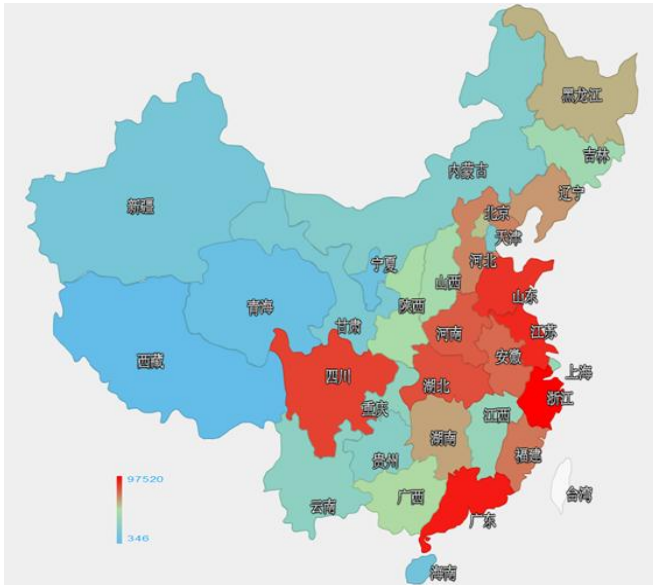 黑龙江
吉林
辽宁
内蒙古
新疆
北京
天津
宁夏
河北
山西
青海
山东
陕西
甘肃
河南
江苏
西藏
安徽
四川
上海
湖北
浙江
重庆
江西
湖南
福建
贵州
97520
广西
台湾
云南
广东
346
海南